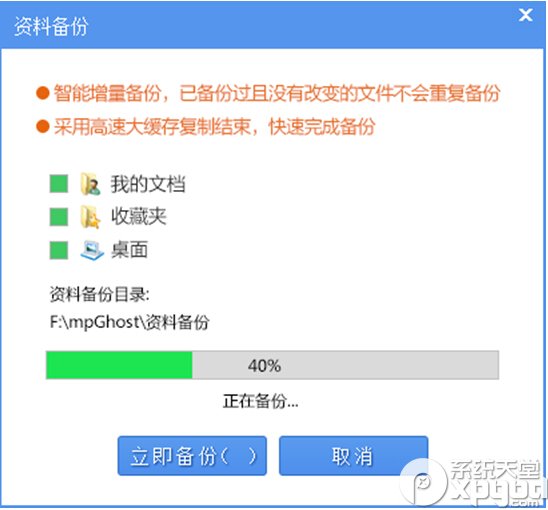 资料备份
智能增量备份，已备份过且没有改变的文件不会重复备份
采用高速大缓存复制结束，快速完成备份
我的文档
收藏夹
桌面
资料备份目录:
F:\mpGhost\资料备份
40%
正在备份...
立即备份( )
取消
系统天堂